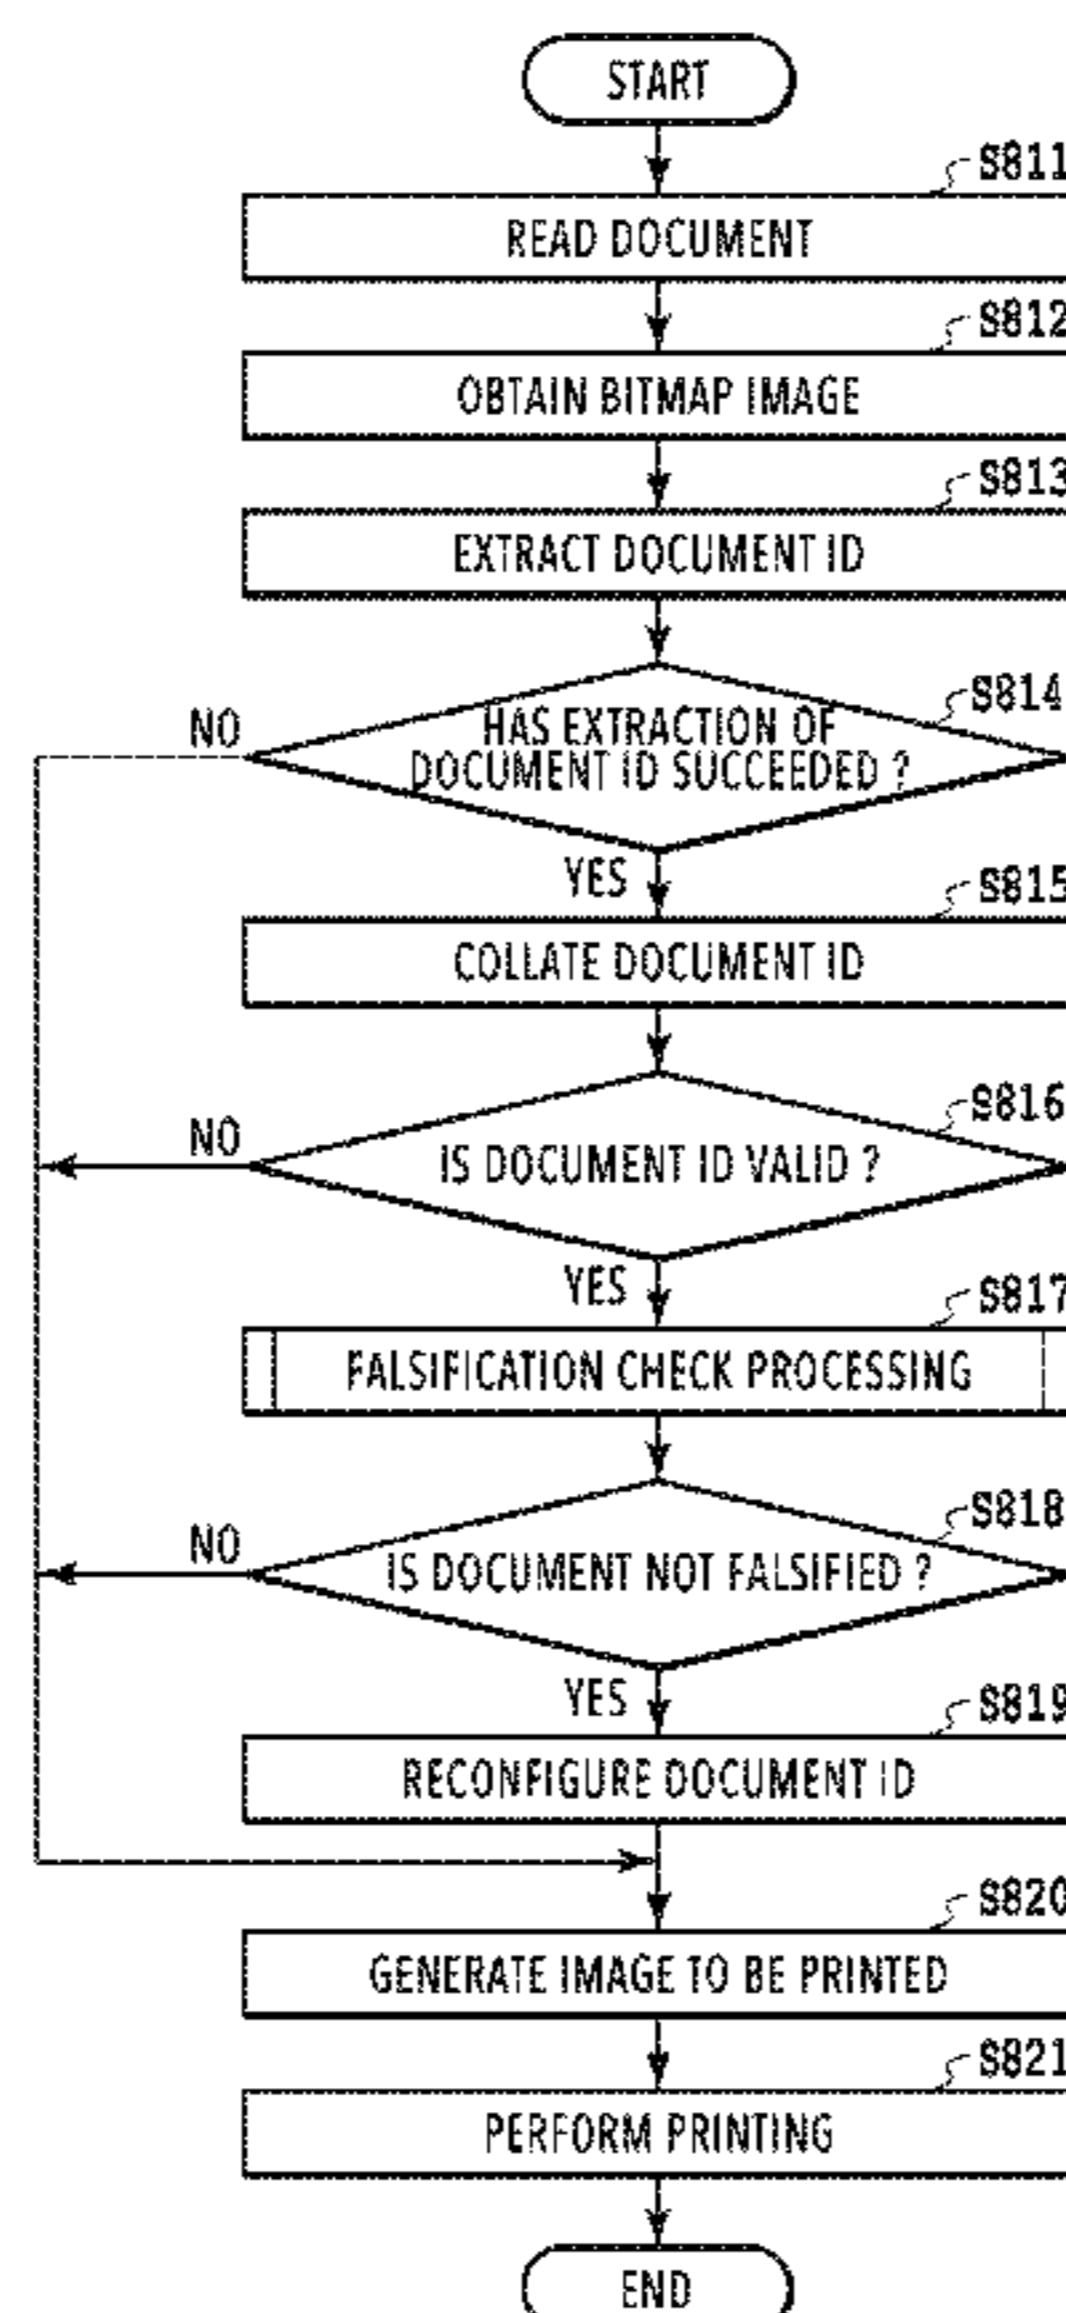 START
S811
READ DOCUMENT
S812
OBTAIN BITMAP IMAGE
S813
EXTRACT DOCUMENT ID
S814
NO
HAS EXTRACTION OF
DOCUMENT ID SUCCEEDED ?
YES
S815
COLLATE DOCUMENT ID
S816
NO
IS DOCUMENT ID VALID ?
YES
S817
FALSIFICATION CHECK PROCESSING
S818
NO
IS DOCUMENT NOT FALSIFIED ?
YES
S819
RECONFIGURE DOCUMENT ID
S820
GENERATE IMAGE TO BE PRINTED
S821
PERFORM PRINTING
END